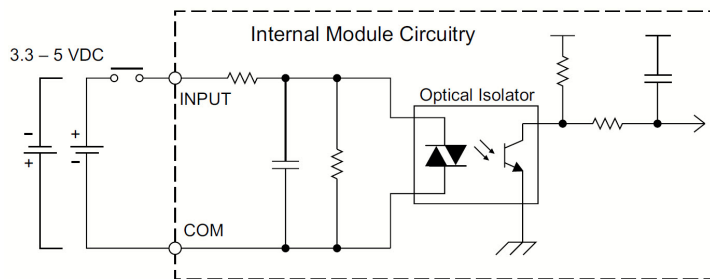 Internal Module Circuitry
3.3 – 5 VDC
INPUT
Optical Isolator
– +
+ –
COM